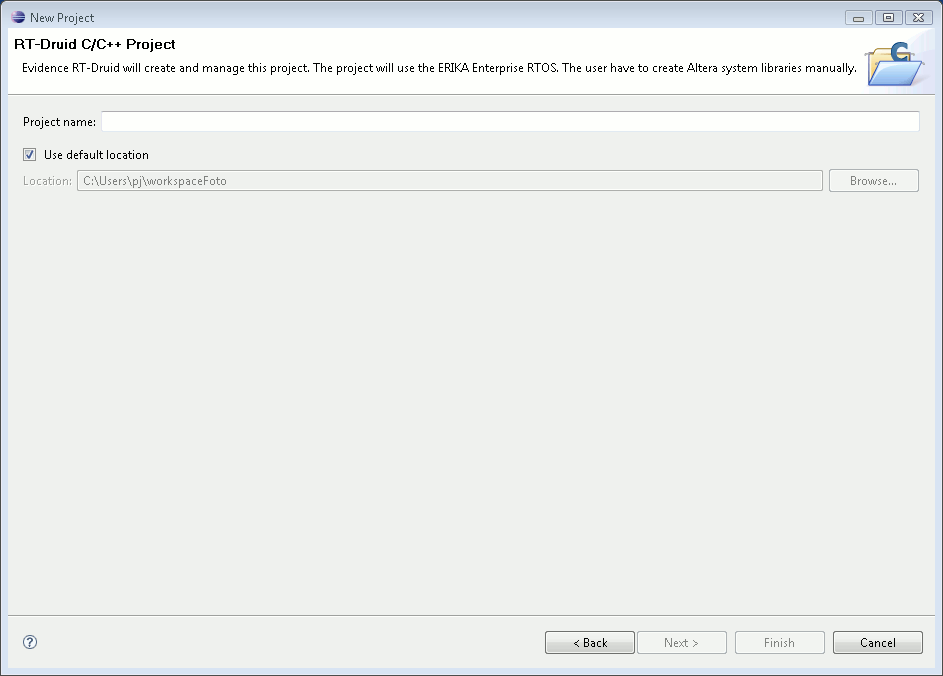 New Project
RT-Druid C/C++ Project
Evidence RT-Druid will create and manage this project. The project will use the ERIKA Enterprise RTOS. The user have to create Altera system libraries manually.
Project name:
Use default location
Location: C:\Users\pj\workspaceFoto Browse...
< Back Next > Finish Cancel